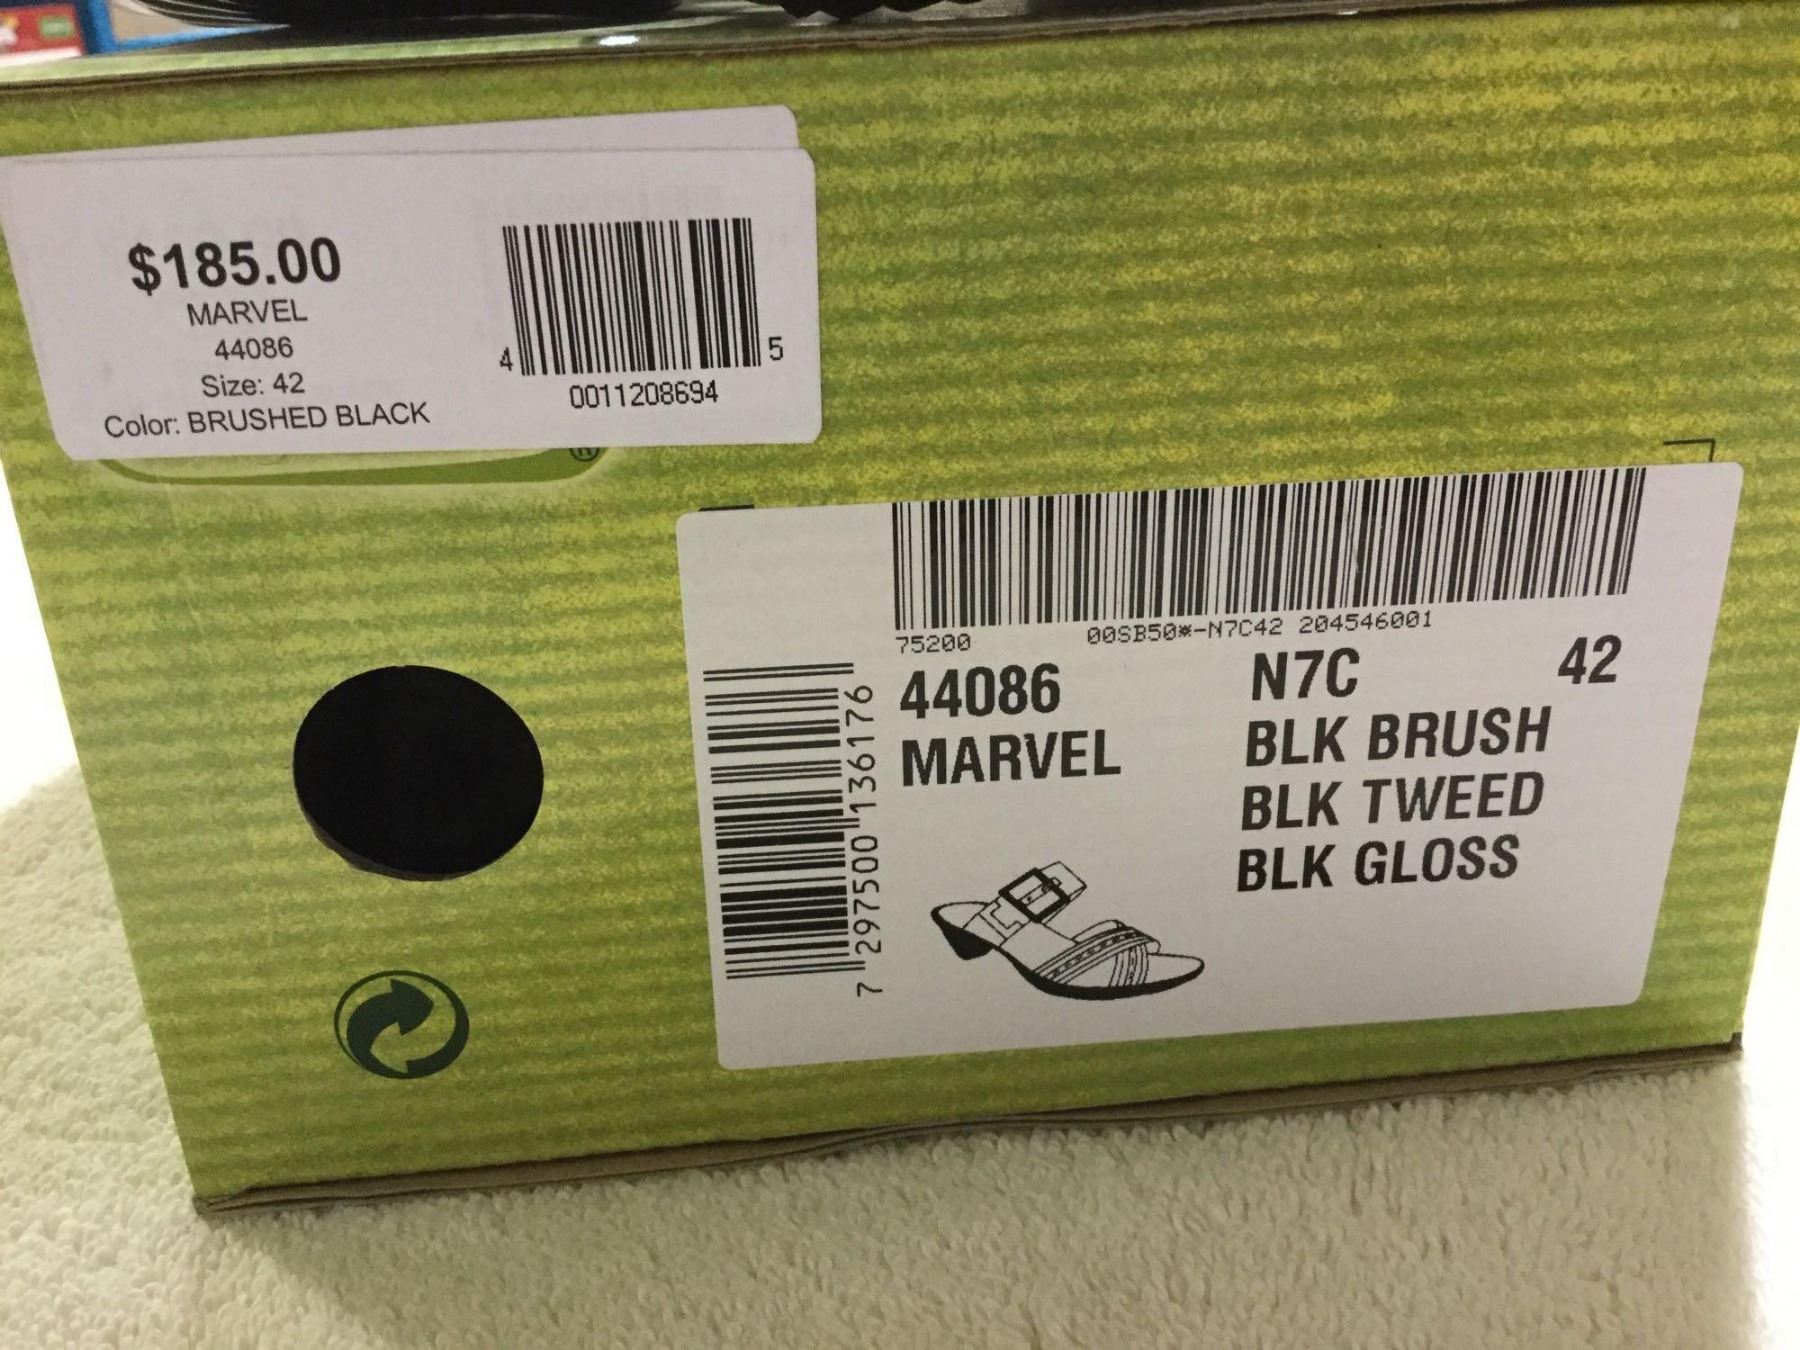 $185.00
MARVEL
44086
Size: 42
Color: BRUSHED BLACK
4 5
0011208694
®
75200 00SB50*-N7C42 204546001
44086 N7C 42
MARVEL BLK BRUSH
BLK TWEED
BLK GLOSS
7 297500 136176